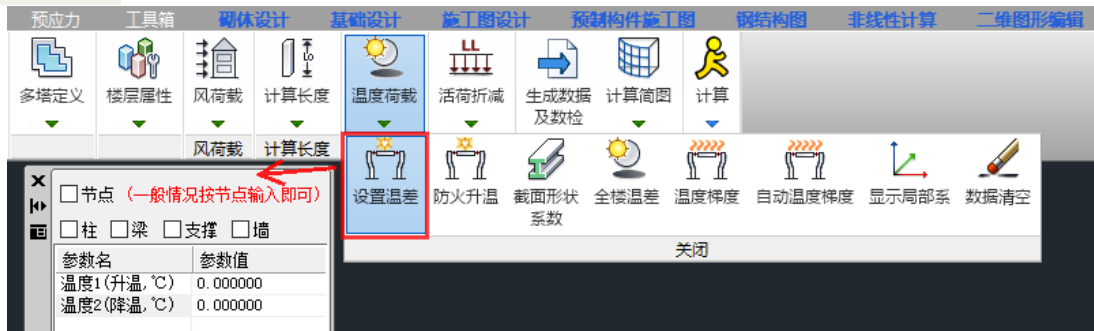 预应力 工具箱 砌体设计 基础设计 施工图设计 预制构件施工图 钢结构图 非线性计算 二维图形编辑
LL
多塔定义 楼层属性 风荷载 计算长度 温度荷载 活荷折减 生成数据及数检 计算简图 计算
风荷载 计算长度
设置温差 防火升温 截面形状系数 全楼温差 温度梯度 自动温度梯度 显示局部系 数据清空
关闭
节点 (一般情况按节点输入即可)
柱 梁 支撑 墙
参数名 参数值
温度1(升温,℃) 0.000000
温度2(降温,℃) 0.000000